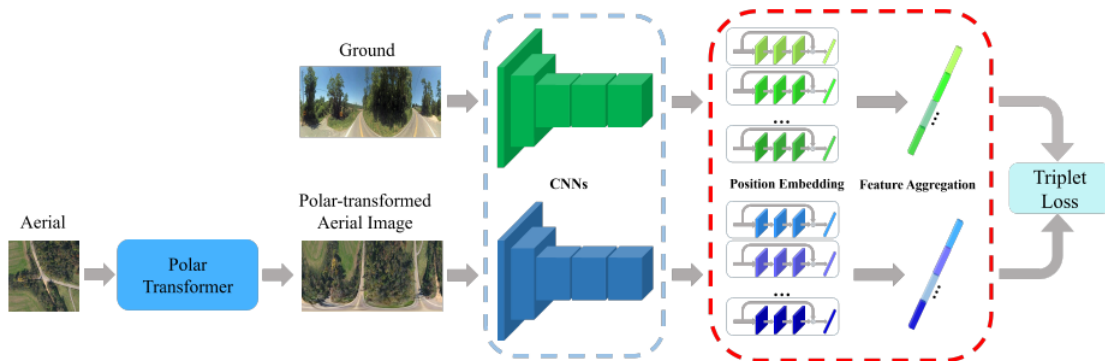 Ground
CNNs
Position Embedding
Feature Aggregation
Triplet
Loss
Polar-transformed
Aerial Image
Aerial
Polar
Transformer
...
...
...
...